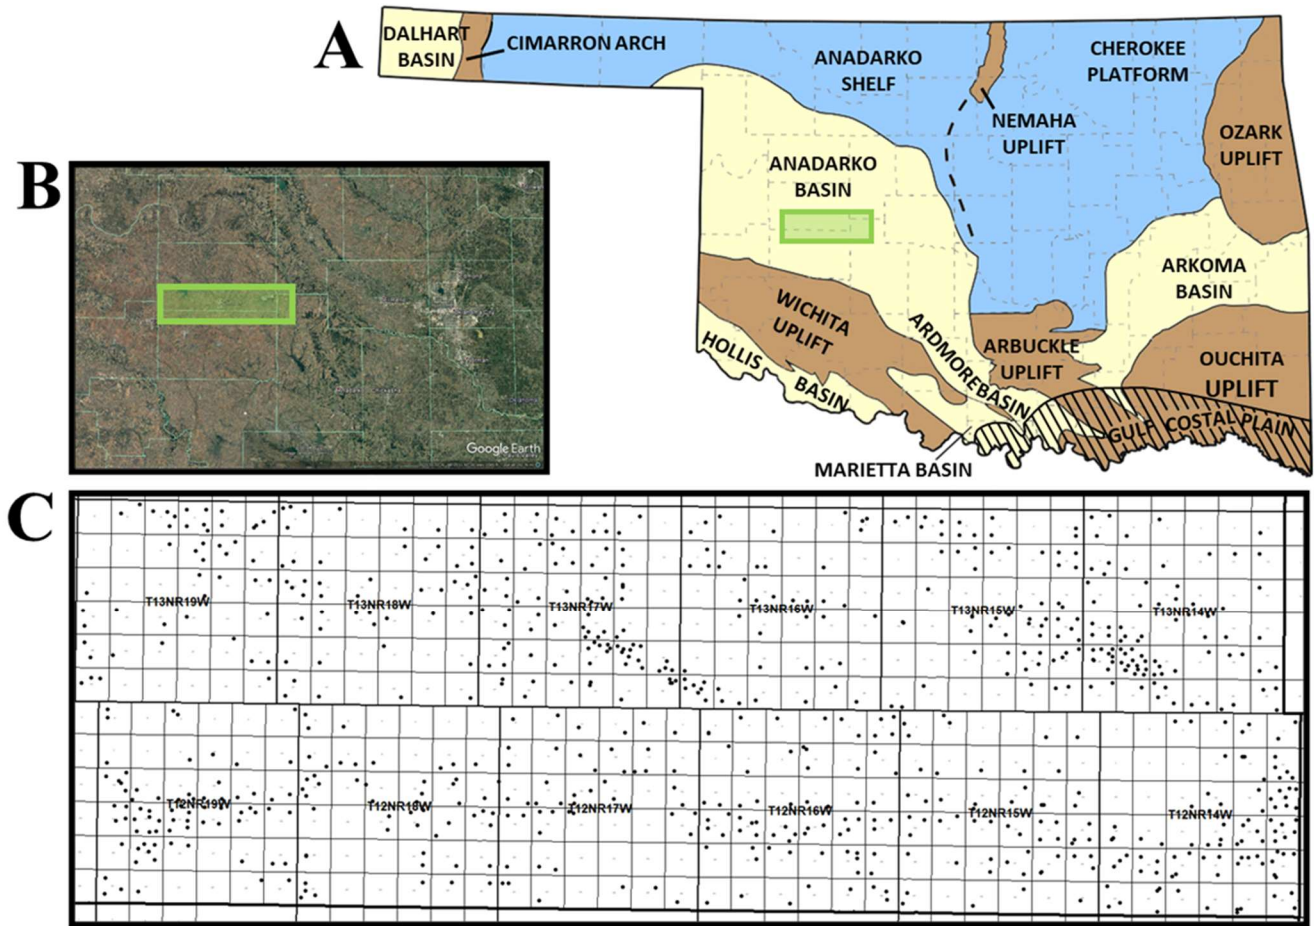 A
DALHART
BASIN
CIMARRON ARCH
ANADARKO
SHELF
CHEROKEE
PLATFORM
NEMAHA
UPLIFT
OZARK
UPLIFT
ANADARKO
BASIN
ARKOMA
BASIN
WICHITA
UPLIFT
HOLLIS
BASIN
ARDMOREBASIN
ARBUCKLE
UPLIFT
OUCHITA
UPLIFT
GULF COSTAL PLAIN
MARIETTA BASIN
B
Google Earth
C
T13NR19W
T13NR18W
T13NR17W
T13NR16W
T13NR15W
T13NR14W
T12NR19W
T12NR18W
T12NR17W
T12NR16W
T12NR15W
T12NR14W